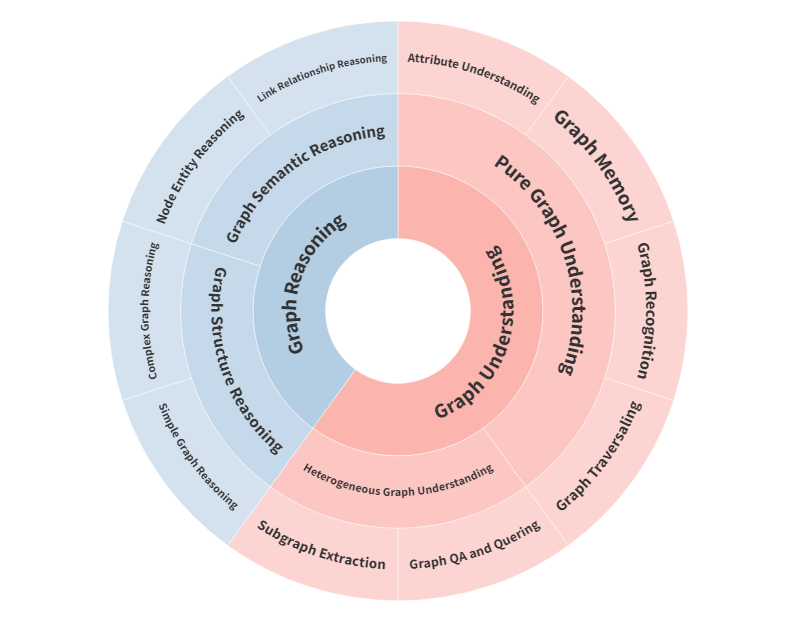 Graph Understanding
Pure Graph Understanding
Attribute Understanding
Graph Memory
Graph Recognition
Graph Traversaling
Heterogeneous Graph Understanding
Graph QA and Quering
Subgraph Extraction
Graph Reasoning
Graph Structure Reasoning
Simple Graph Reasoning
Complex Graph Reasoning
Graph Semantic Reasoning
Node Entity Reasoning
Link Relationship Reasoning